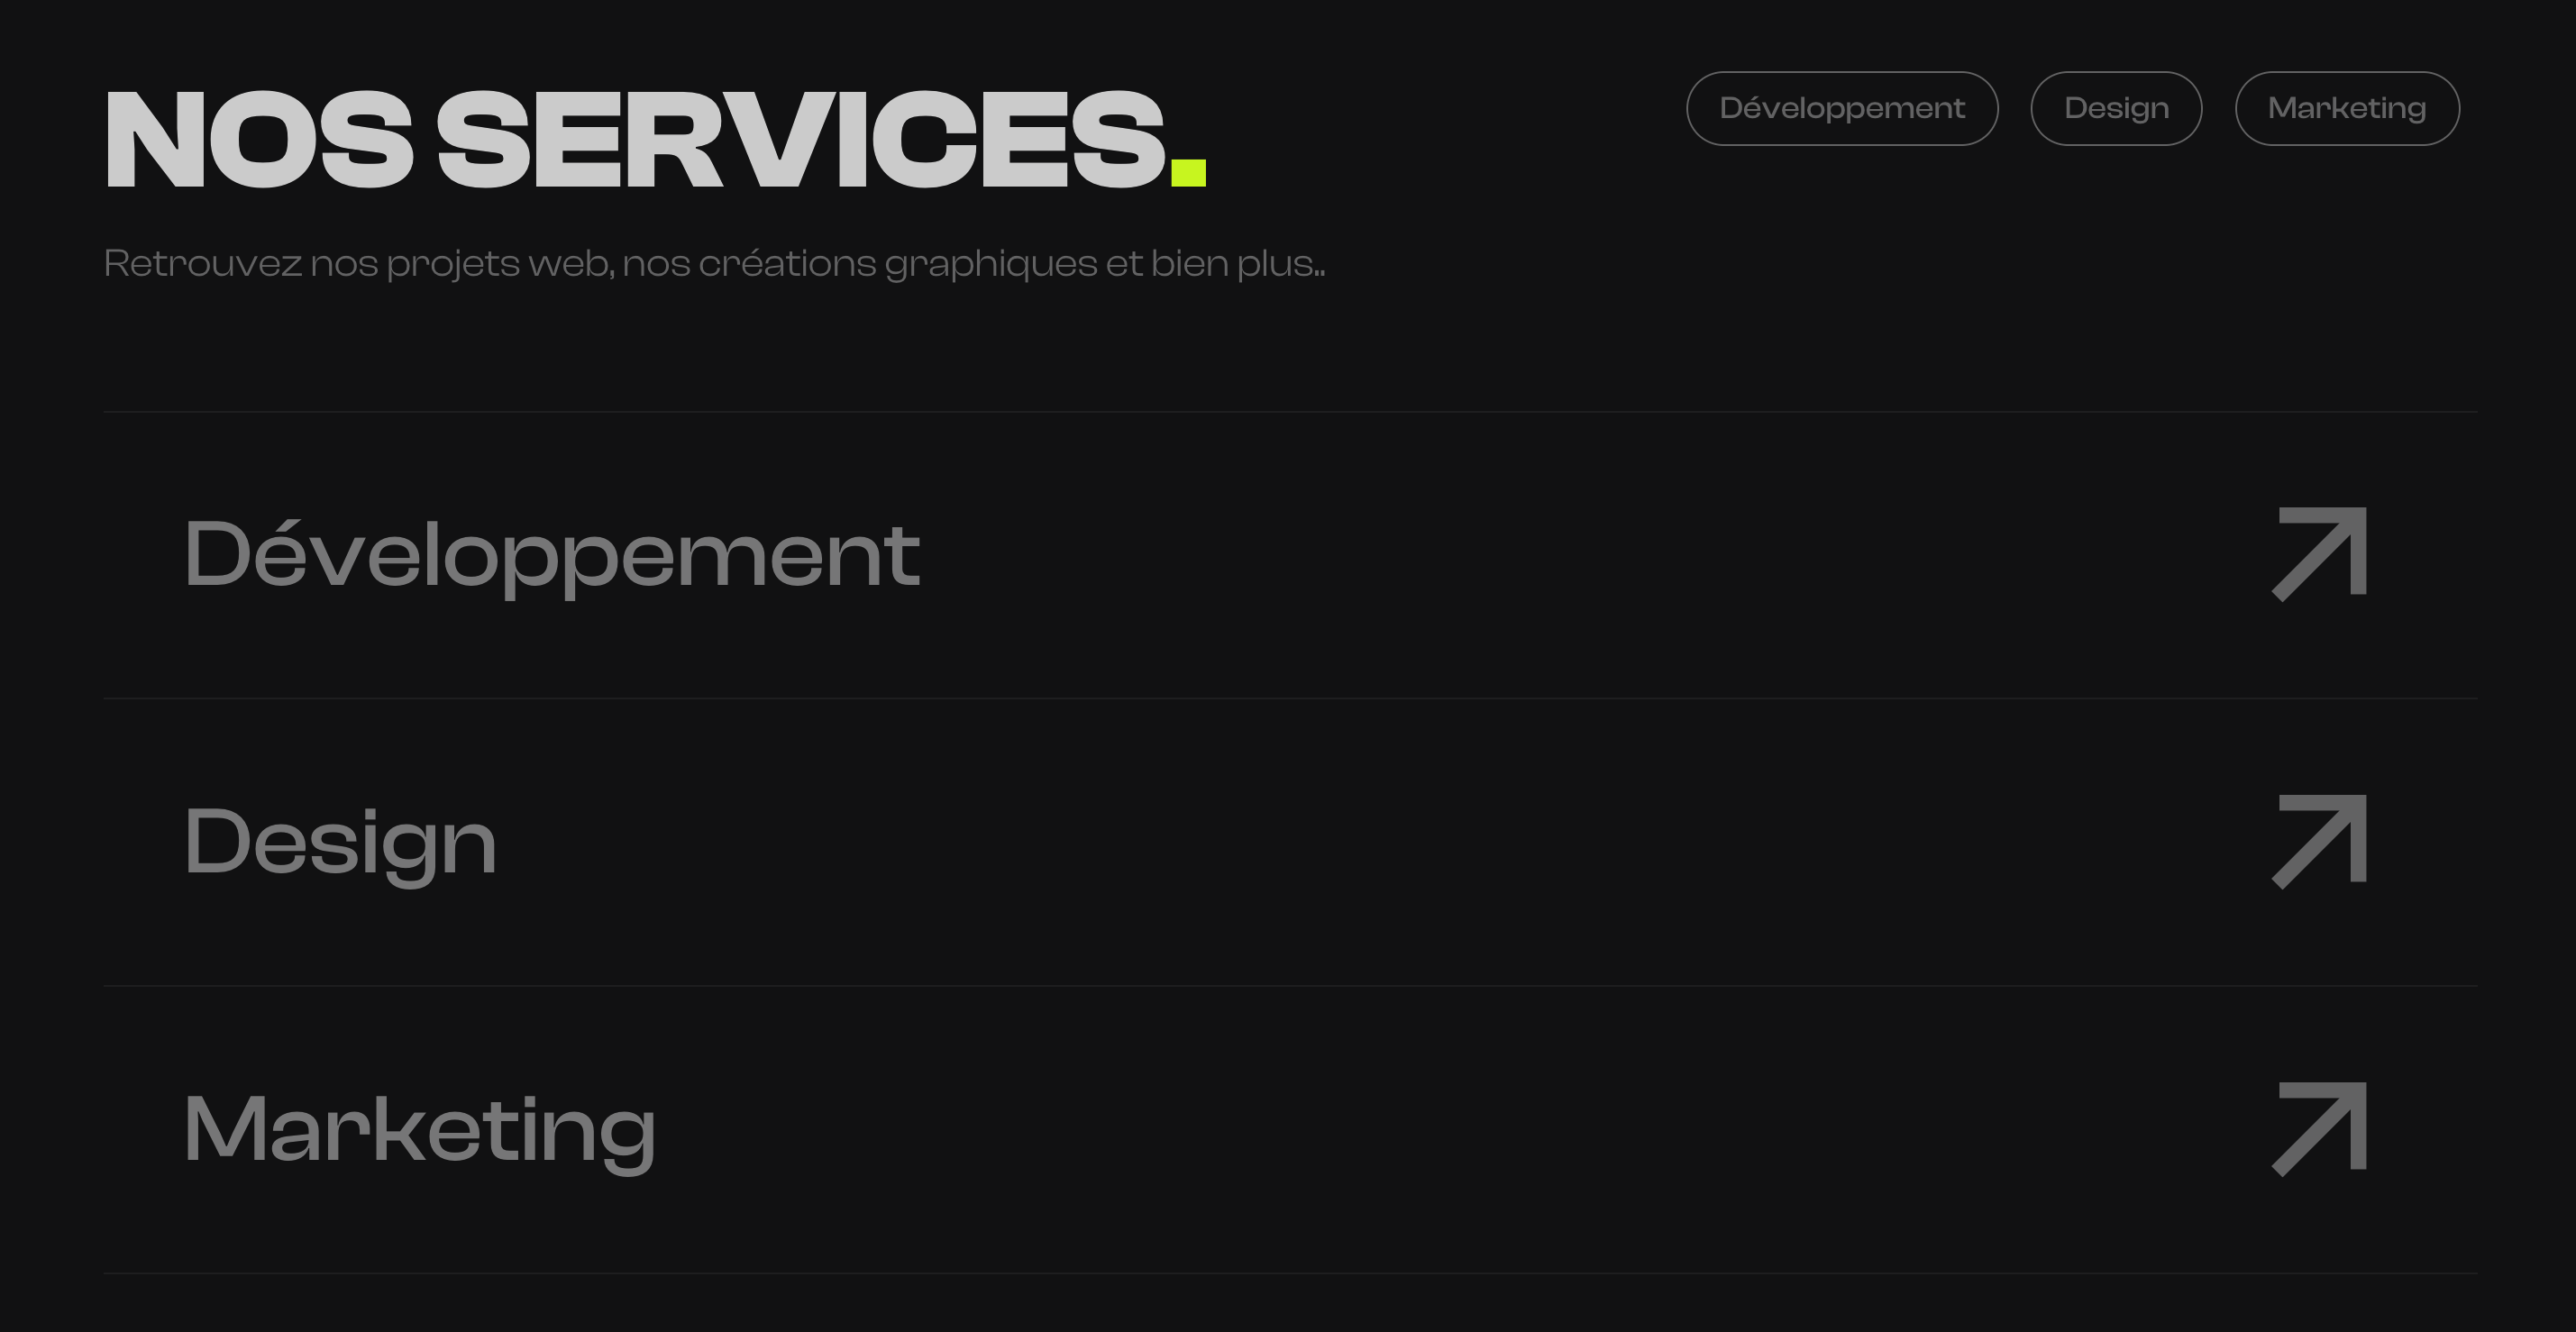 NOS SERVICES.
Développement
Design
Marketing
Retrouvez nos projets web, nos créations graphiques et bien plus..
Développement
Design
Marketing